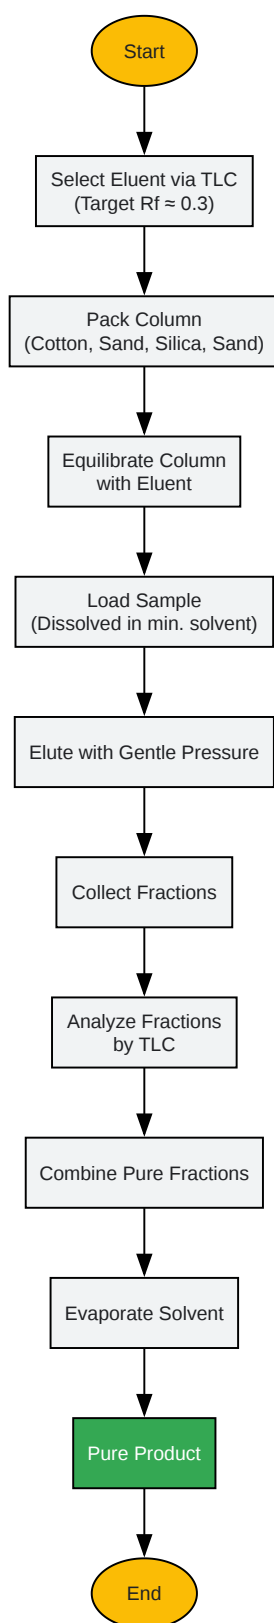 Start
Select Eluent via TLC
(Target Rf ≈ 0.3)
Pack Column
(Cotton, Sand, Silica, Sand)
Equilibrate Column
with Eluent
Load Sample
(Dissolved in min. solvent)
Elute with Gentle Pressure
Collect Fractions
Analyze Fractions
by TLC
Combine Pure Fractions
Evaporate Solvent
Pure Product
End